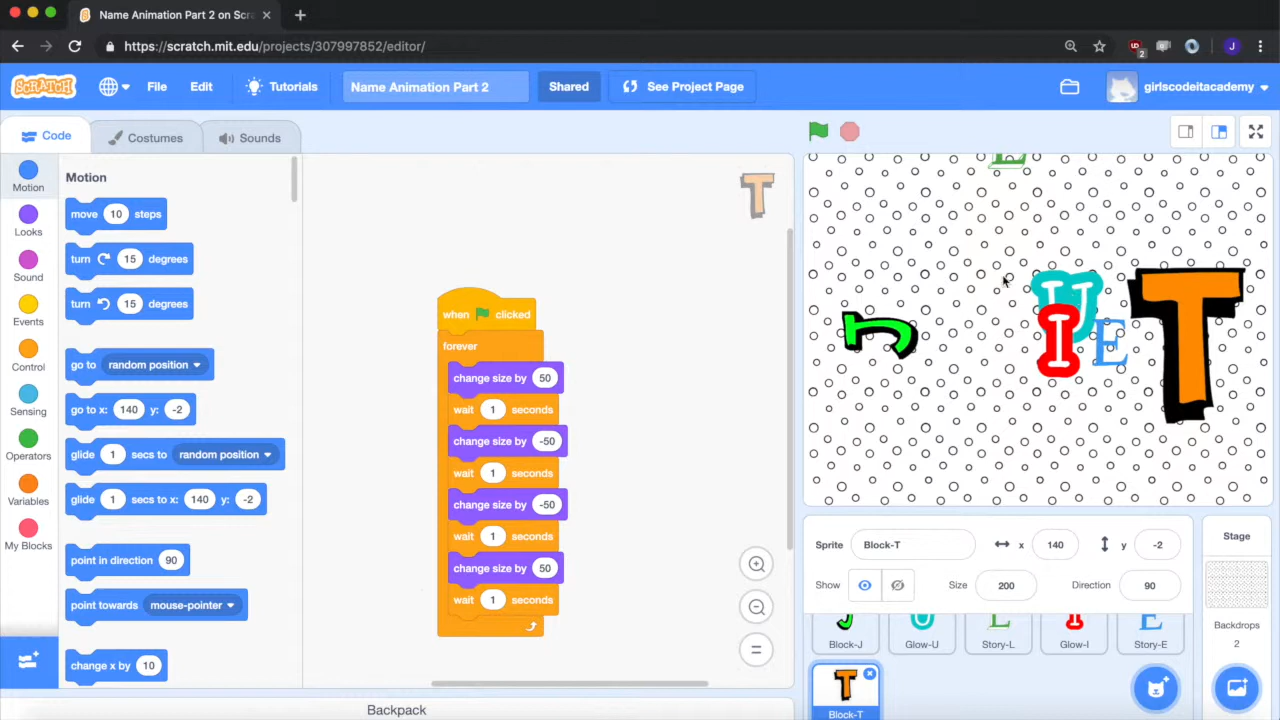 Name Animation Part 2 on Scra
https://scratch.mit.edu/projects/307997852/editor/
2
J
SCRATCH
File
Edit
Tutorials
Name Animation Part 2
Shared
See Project Page
girlscodeitacademy
Code
Costumes
Sounds
Motion
Looks
Sound
Events
Control
Sensing
Operators
Variables
My Blocks
Motion
move 10 steps
turn 15 degrees
turn 15 degrees
go to random position
go to x: 140 y: -2
glide 1 secs to random position
glide 1 secs to x: 140 y: -2
point in direction 90
point towards mouse-pointer
change x by 10
T
when clicked
forever
change size by 50
wait 1 seconds
change size by -50
wait 1 seconds
change size by -50
wait 1 seconds
change size by 50
wait 1 seconds
Backpack
L
J
U
I
E
T
Sprite Block-T x 140 y -2
Show Size 200 Direction 90
Stage
Backdrops
2
J
U
L
I
E
Block-J
Glow-U
Story-L
Glow-I
Story-E
T
Block-T